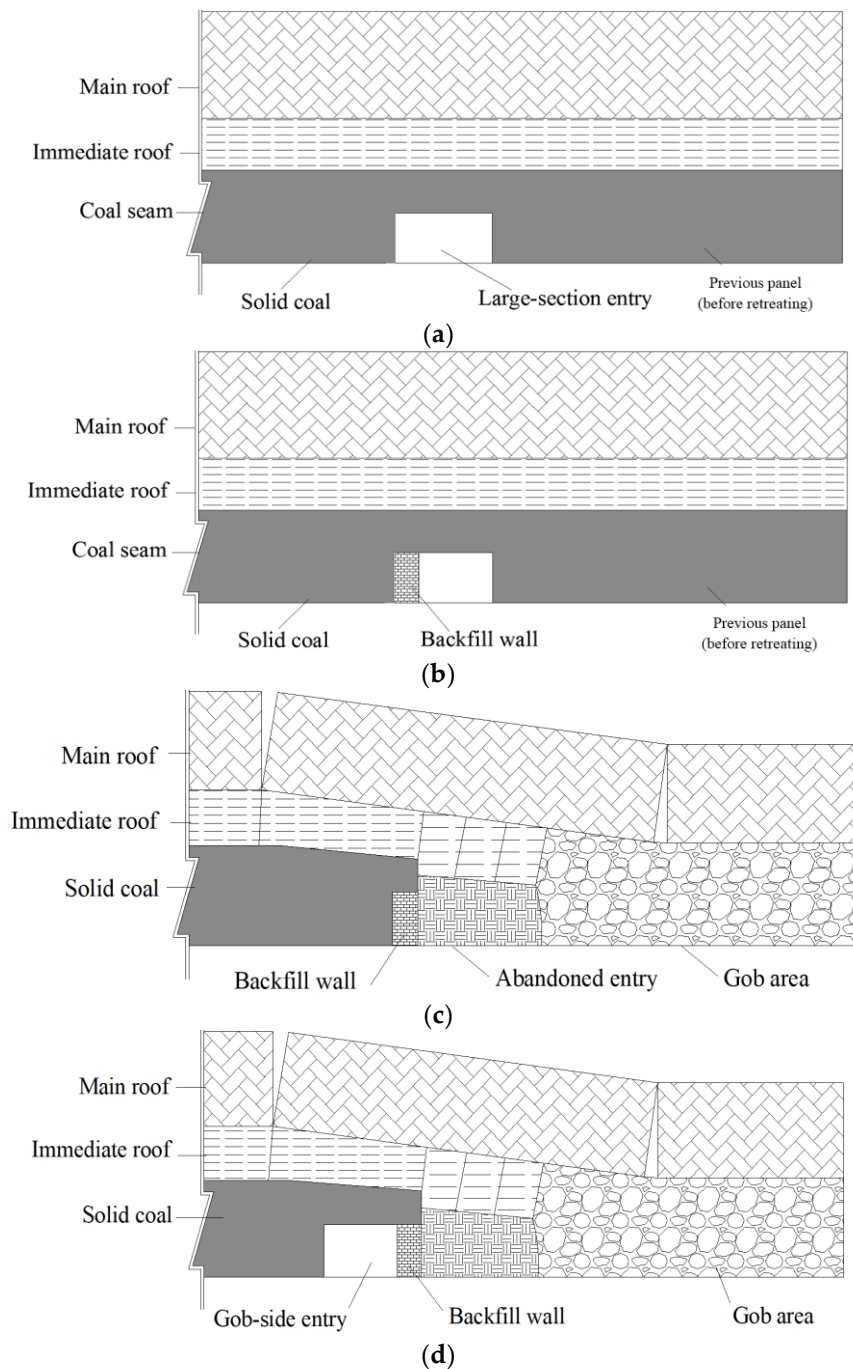 Main roof
Immediate roof
Coal seam
Solid coal
Large-section entry
Previous panel
(before retreating)
(a)
Main roof
Immediate roof
Coal seam
Solid coal
Backfill wall
Previous panel
(before retreating)
(b)
Main roof
Immediate roof
Solid coal
Backfill wall
Abandoned entry
Gob area
(c)
Main roof
Immediate roof
Solid coal
Gob-side entry
Backfill wall
Gob area
(d)